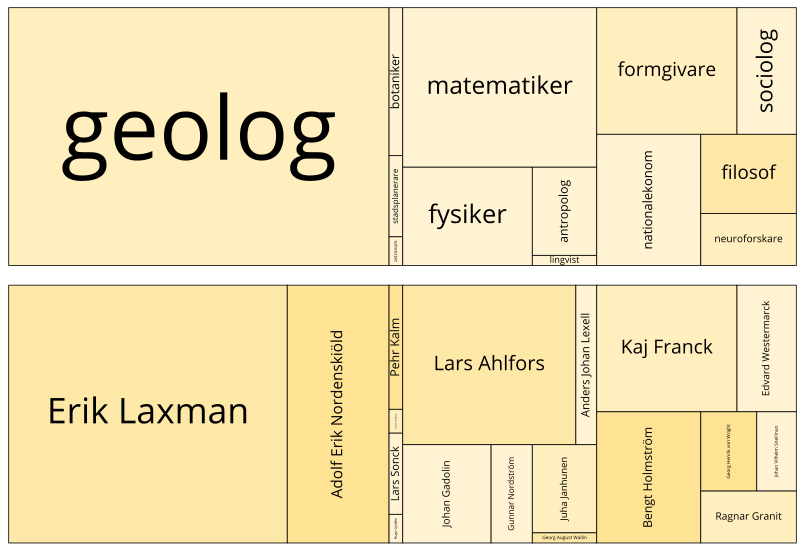 geolog
botaniker
stadsplanerare
astronom
matematiker
fysiker
antropolog
lingvist
formgivare
sociolog
nationalekonom
filosof
neuroforskare
Erik Laxman
Adolf Erik Nordenskiöld
Pehr Kalm
Lars Sonck
Hugo Gyldén
Lars Ahlfors
Anders Johan Lexell
Johan Gadolin
Gunnar Nordström
Juha Janhunen
Georg August Wallin
Kaj Franck
Edvard Westermarck
Bengt Holmström
Georg Henrik von Wright
Johan Vilhelm Snellman
Ragnar Granit